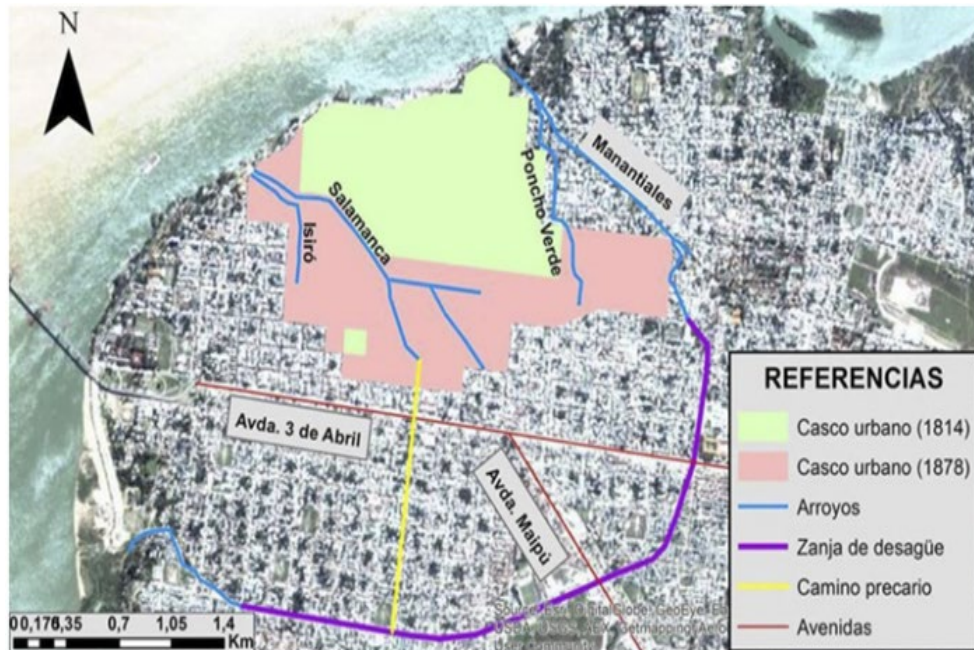 N
Manantiales
Poncho Verde
Salamanca
Isiró
Avda. 3 de Abril
Avda. Maipú
REFERENCIAS
Casco urbano (1814)
Casco urbano (1878)
Arroyos
Zanja de desagüe
Camino precario
Avenidas
0,7 1,05 1,4
Km